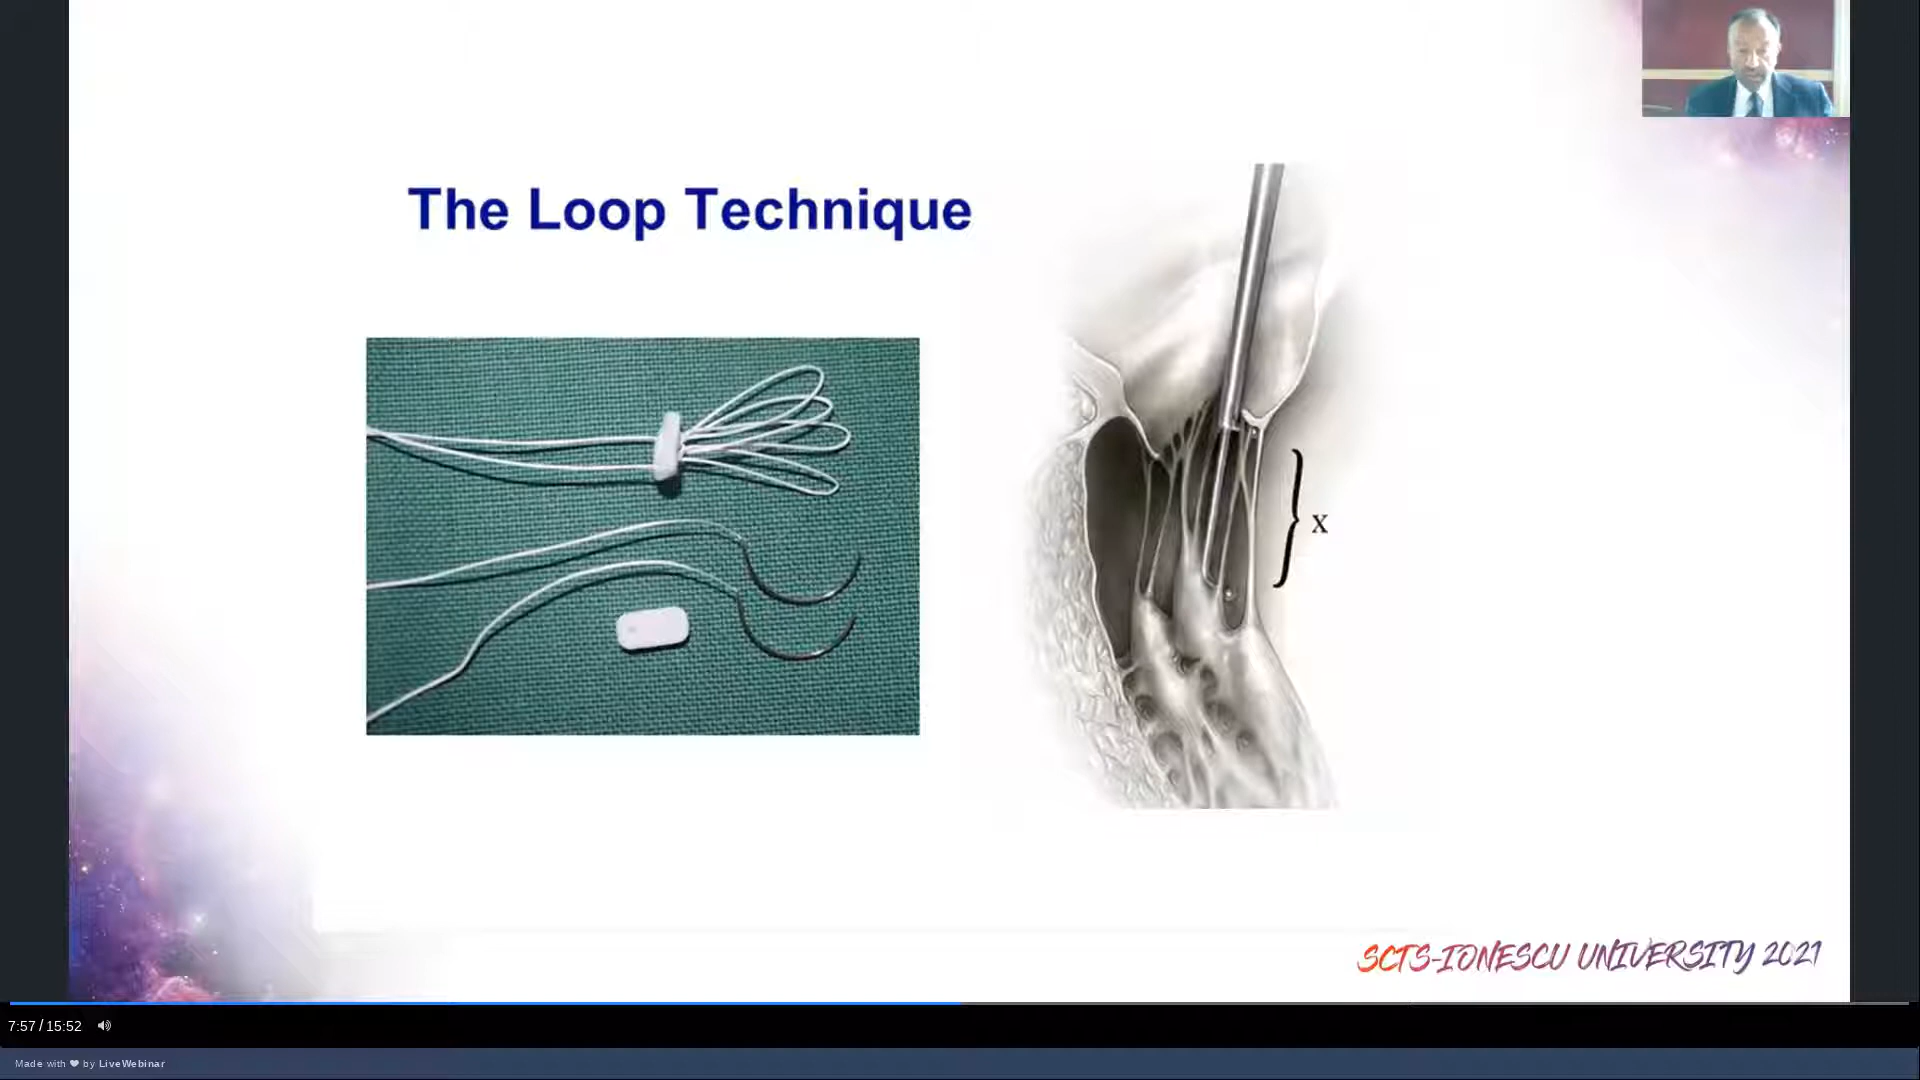 The Loop Technique
x
SCTS-IONESCU UNIVERSITY 2021
7:57 / 15:52
Made with ❤ by LiveWebinar